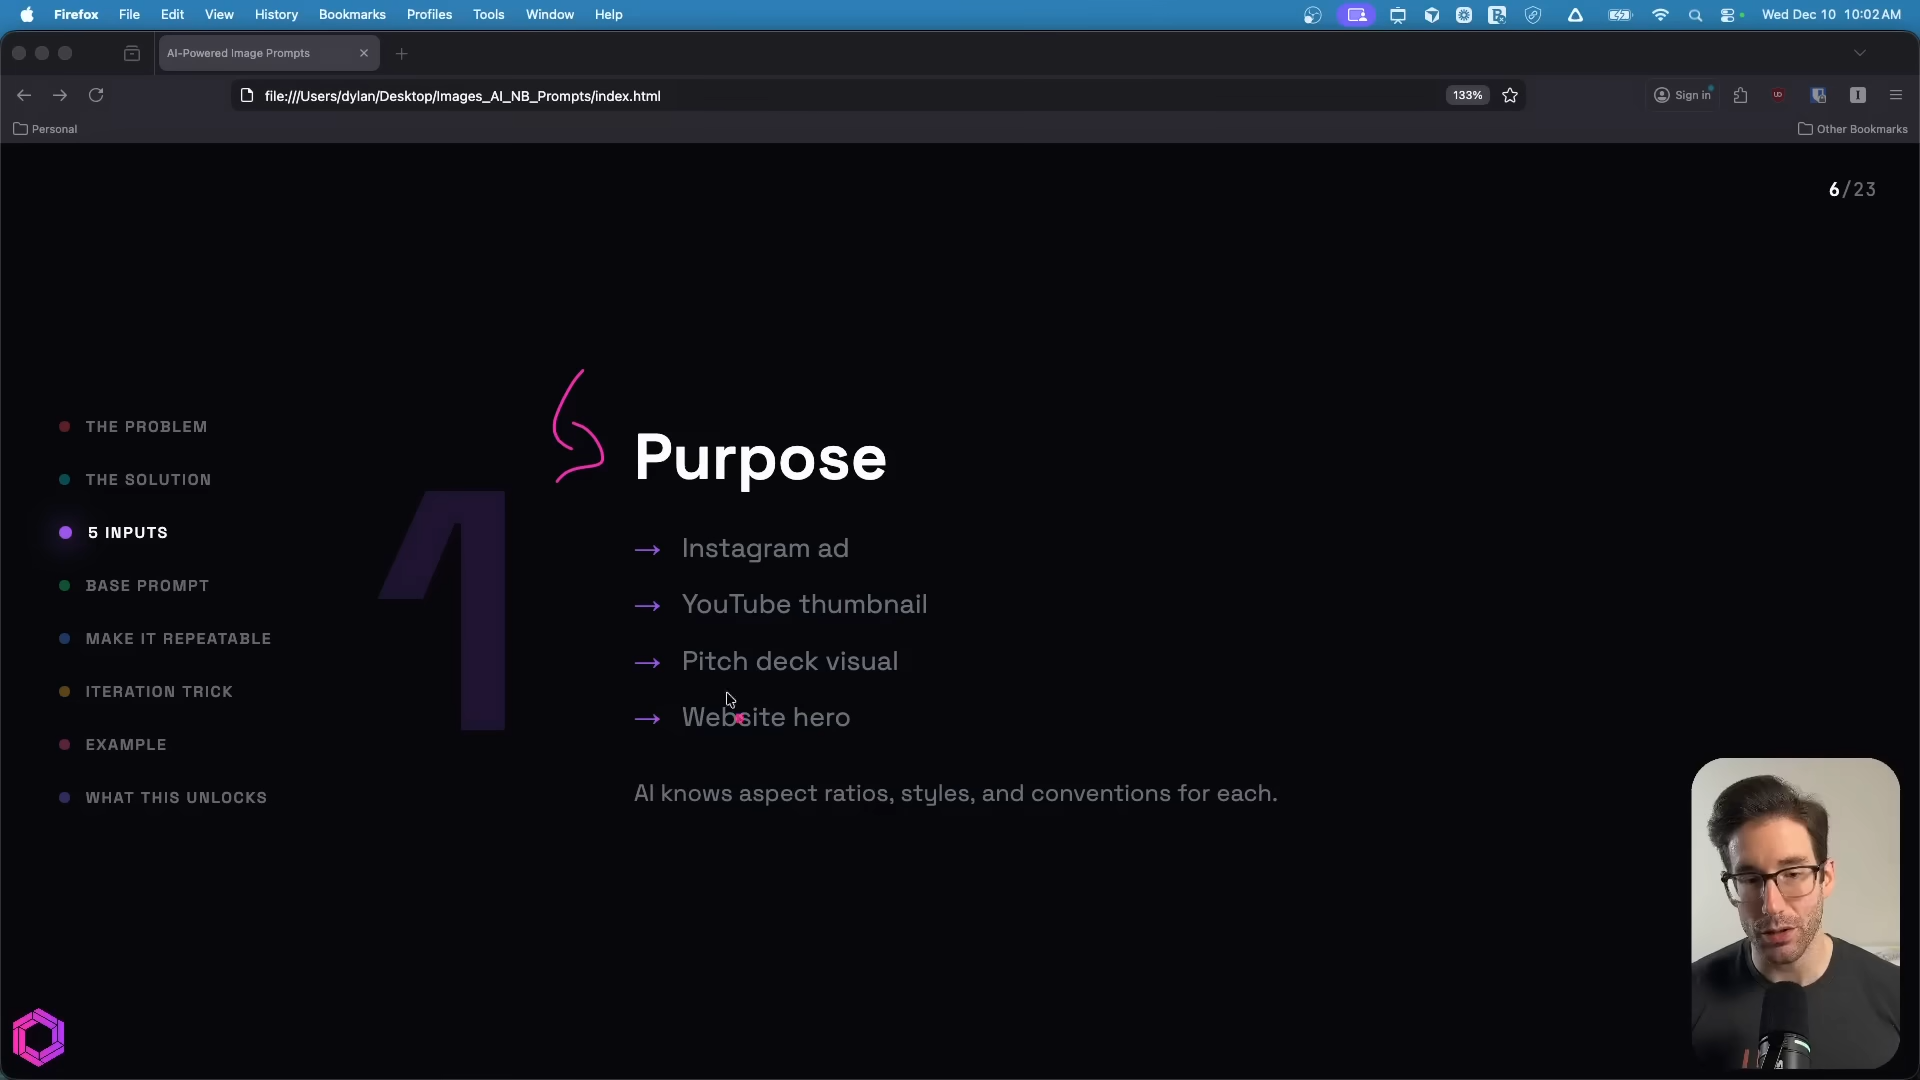 Firefox File Edit View History Bookmarks Profiles Tools Window Help Wed Dec 10 10:02 AM
AI-Powered Image Prompts
file:///Users/dylan/Desktop/Images_AI_NB_Prompts/index.html 133% Sign in
Personal Other Bookmarks
6/23
THE PROBLEM
THE SOLUTION
5 INPUTS
BASE PROMPT
MAKE IT REPEATABLE
ITERATION TRICK
EXAMPLE
WHAT THIS UNLOCKS
1
Purpose
→ Instagram ad
→ YouTube thumbnail
→ Pitch deck visual
→ Website hero
AI knows aspect ratios, styles, and conventions for each.